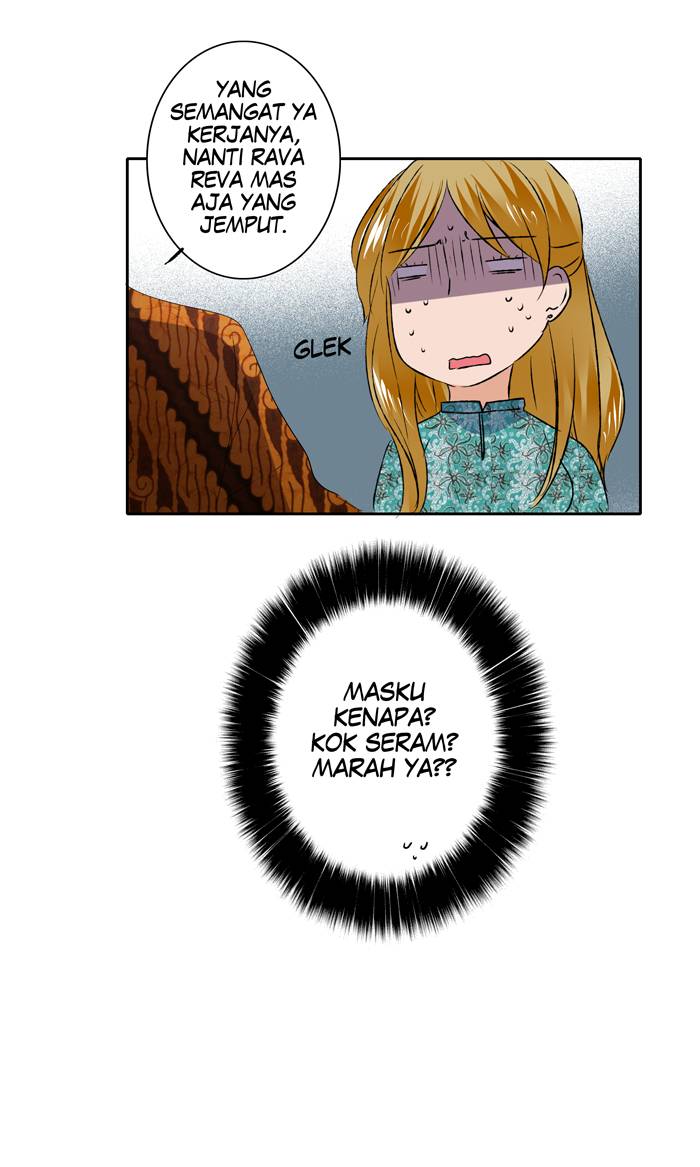 YANG
SEMANGAT YA
KERJANYA,
NANTI RAVA
REVA MAS
AJA YANG
JEMPUT.
GLEK
MASKU
KENAPA?
KOK SERAM?
MARAH YA??